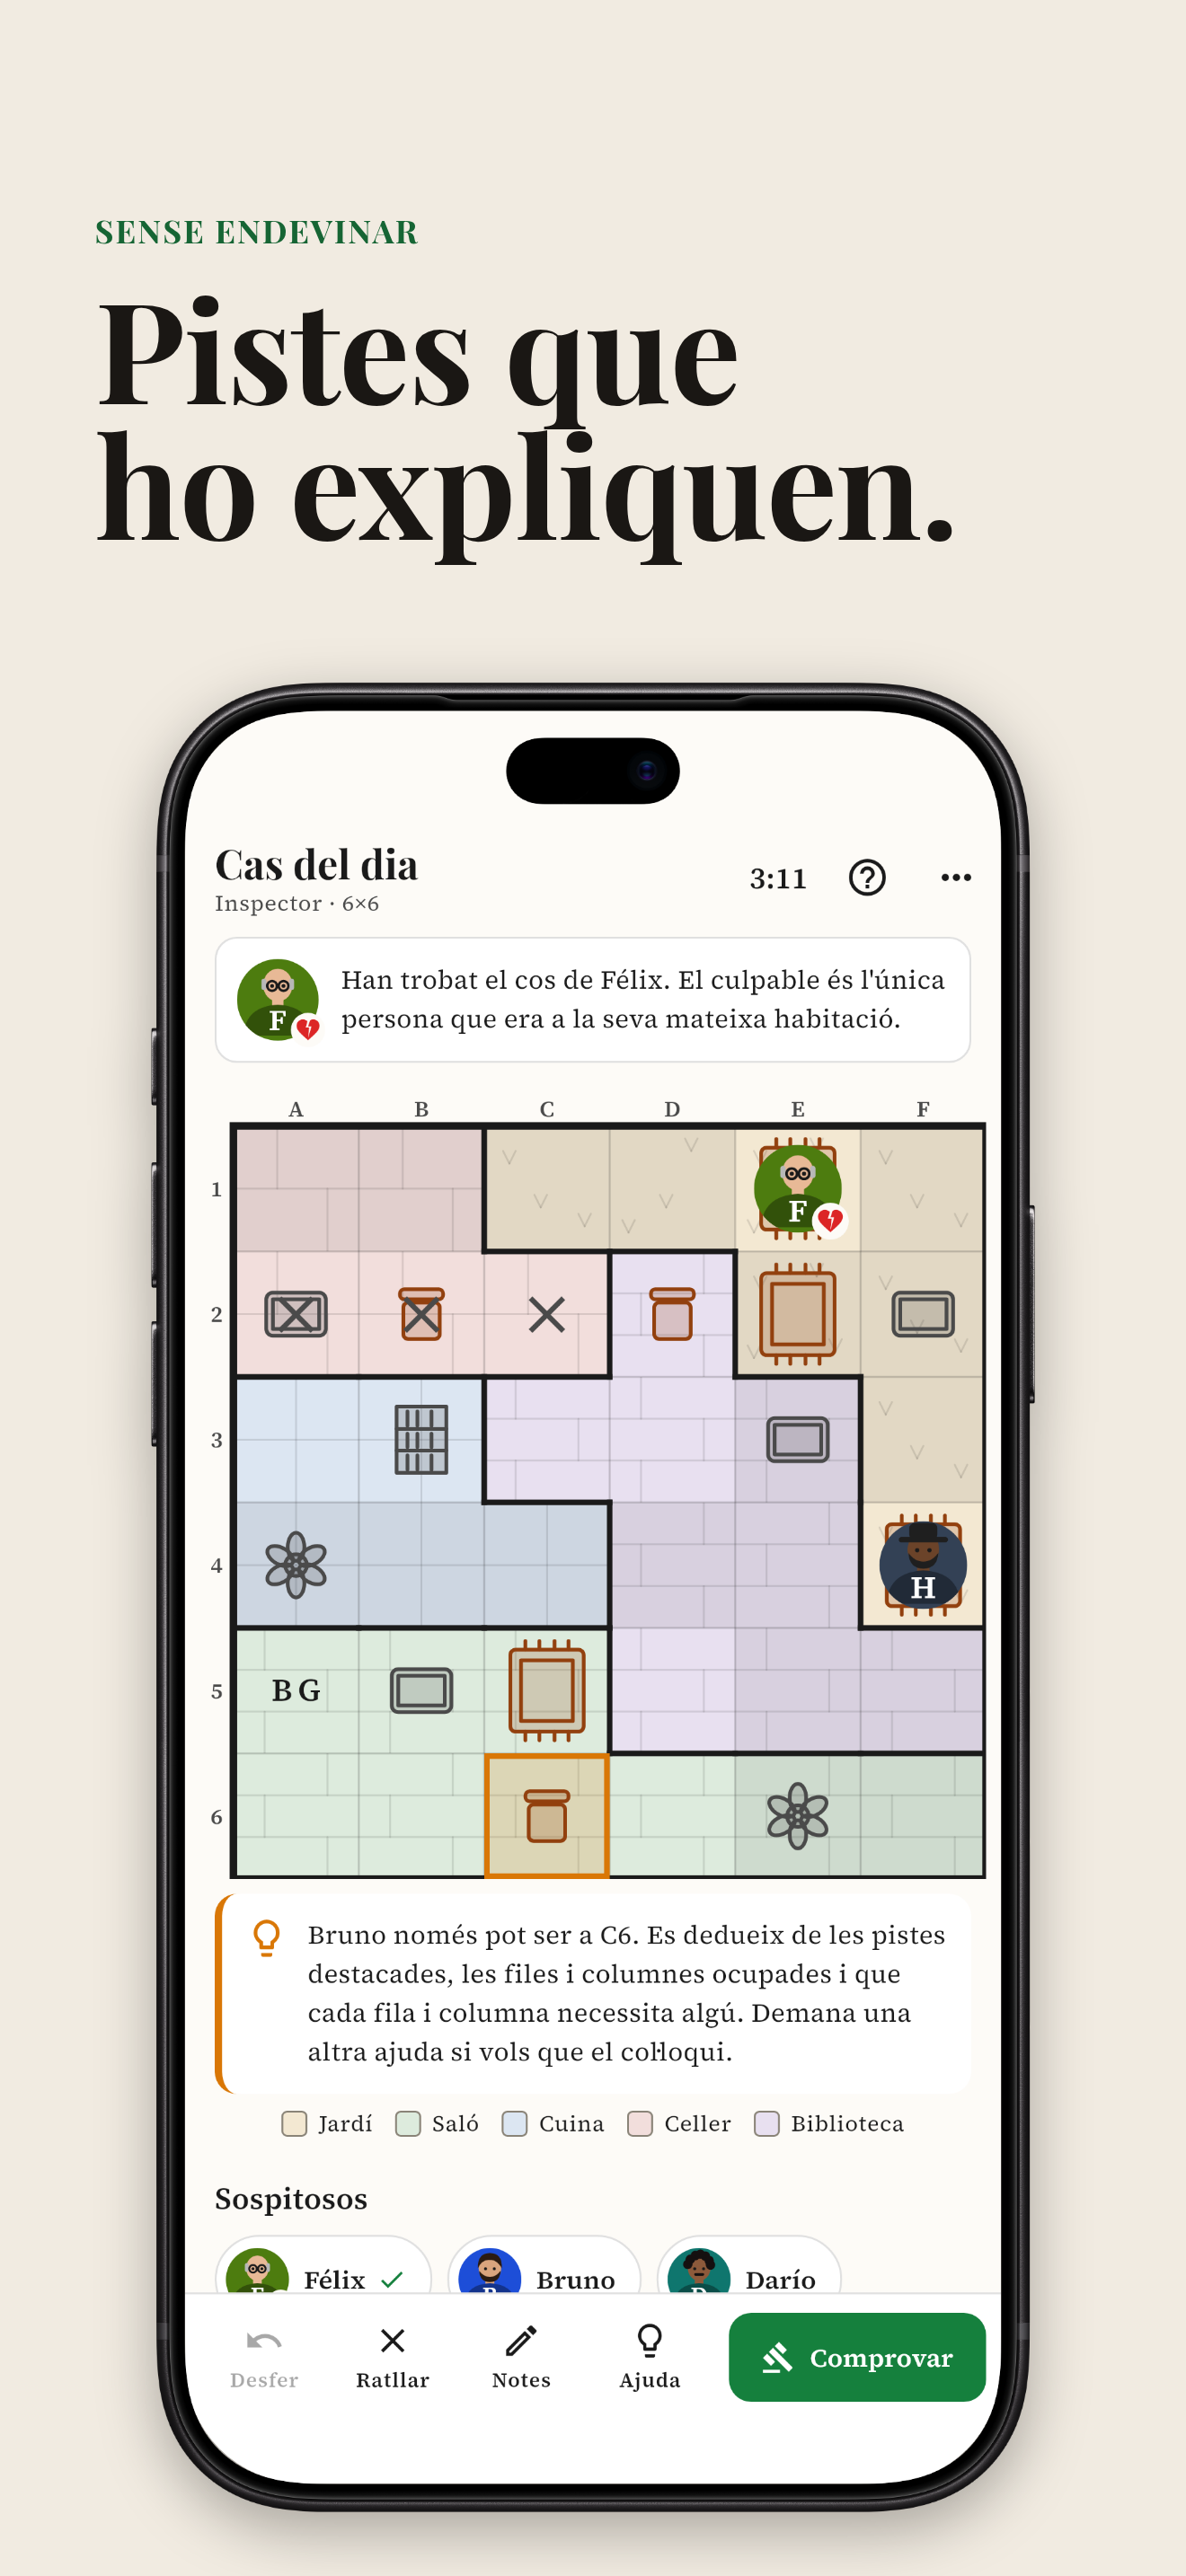 SENSE ENDEVINAR
Pistes que
ho expliquen.
Cas del dia
Inspector · 6×6
3:11
F
Han trobat el cos de Félix. El culpable és l'única
persona que era a la seva mateixa habitació.
A B C D E F
1
F
2
3
4
H
5
B G
6
Bruno només pot ser a C6. Es dedueix de les pistes
destacades, les files i columnes ocupades i que
cada fila i columna necessita algú. Demana una
altra ajuda si vols que el col·loqui.
Jardí Saló Cuina Celler Biblioteca
Sospitosos
Félix Bruno Darío
Desfer Ratllar Notes Ajuda Comprovar